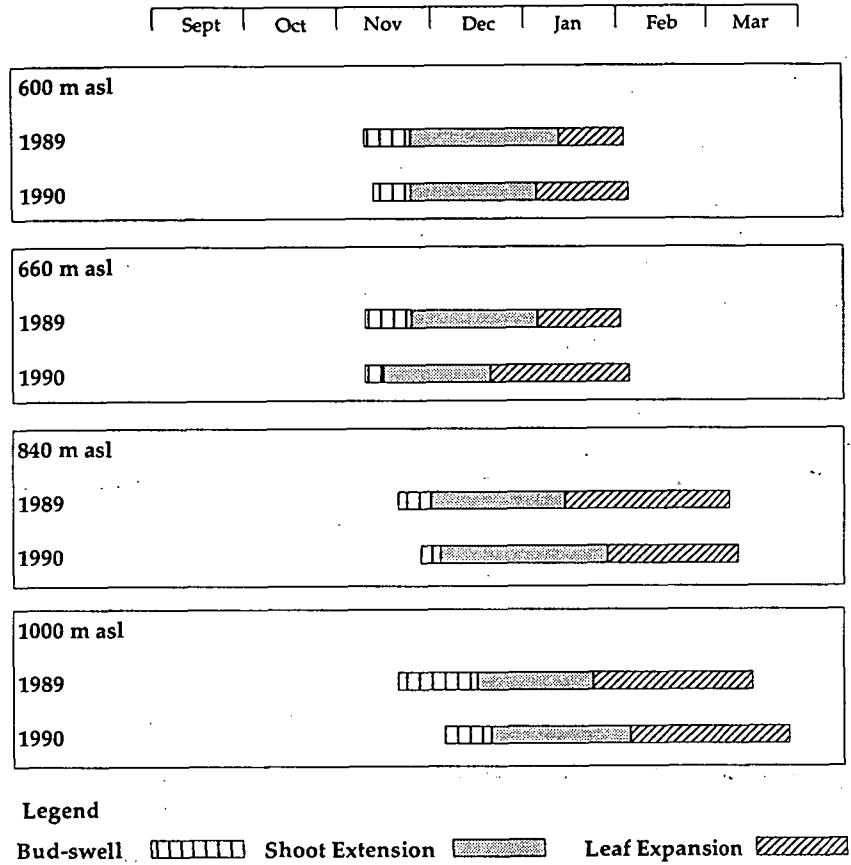 Sept Oct Nov Dec Jan Feb Mar
600 m asl
1989
1990
660 m asl
1989
1990
840 m asl
1989
1990
1000 m asl
1989
1990
Legend
Bud-swell Shoot Extension Leaf Expansion